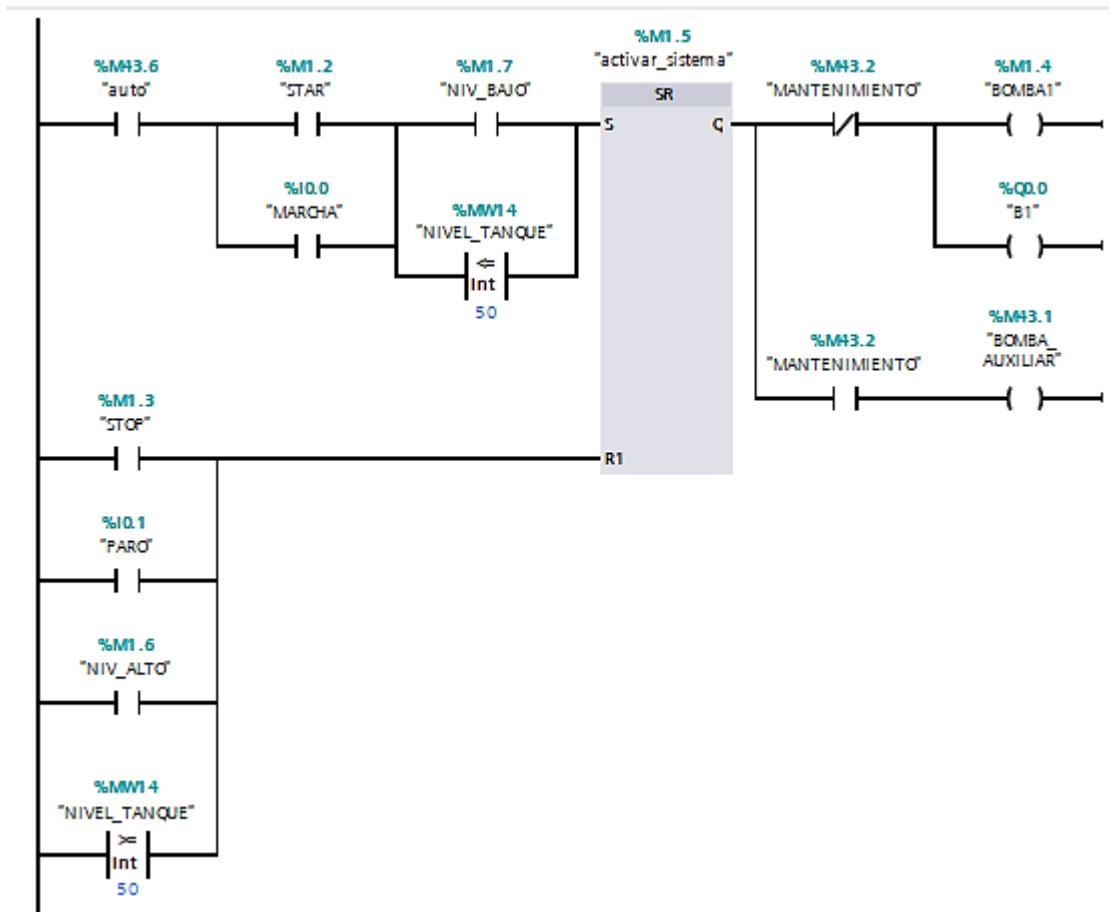 %M1.5
"activar_sistema"
%M43.6
"auto"
%M1.2
"STAR"
%M1.7
"NIV_BAJO"
SR
%M43.2
"MANTENIMIENTO"
%M1.4
"BOMBA1"
S
Q
%I0.0
"MARCHA"
%MW14
"NIVEL_TANQUE"
<=
Int
50
%Q0.0
"B1"
%M43.2
"MANTENIMIENTO"
%M43.1
"BOMBA_
AUXILIAR"
%M1.3
"STOP"
R1
%I0.1
"PARO"
%M1.6
"NIV_ALTO"
%MW14
"NIVEL_TANQUE"
>=
Int
50